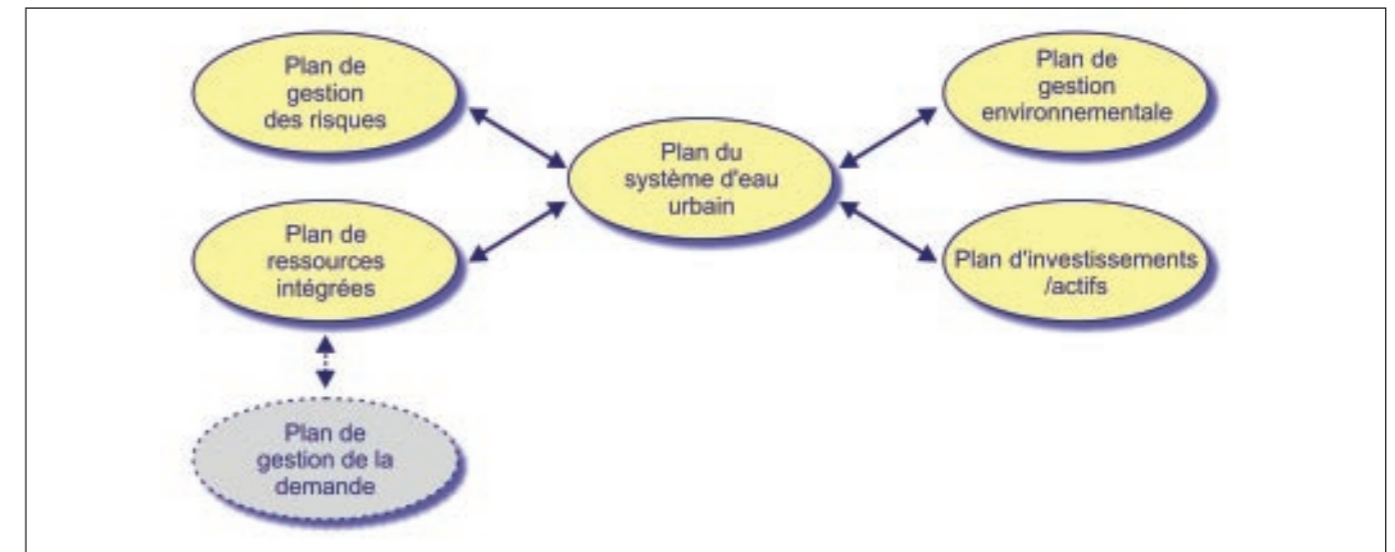 Plan de
gestion
des risques
Plan de
gestion
environnementale
Plan du
système d'eau
urbain
Plan de
ressources
intégrées
Plan d'investissements
/actifs
Plan de
gestion de la
demande